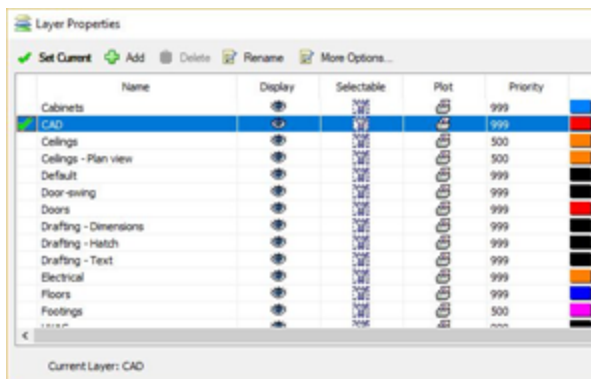 Layer Properties
Set Current Add Delete Rename More Options...
Name Display Selectable Plot Priority
Cabinets 999
CAD 999
Ceilings 500
Ceilings - Plan view 500
Default 999
Door-swing 999
Doors 999
Drafting - Dimensions 999
Drafting - Hatch 999
Drafting - Text 999
Electrical 999
Floors 999
Footings 500
Current Layer: CAD